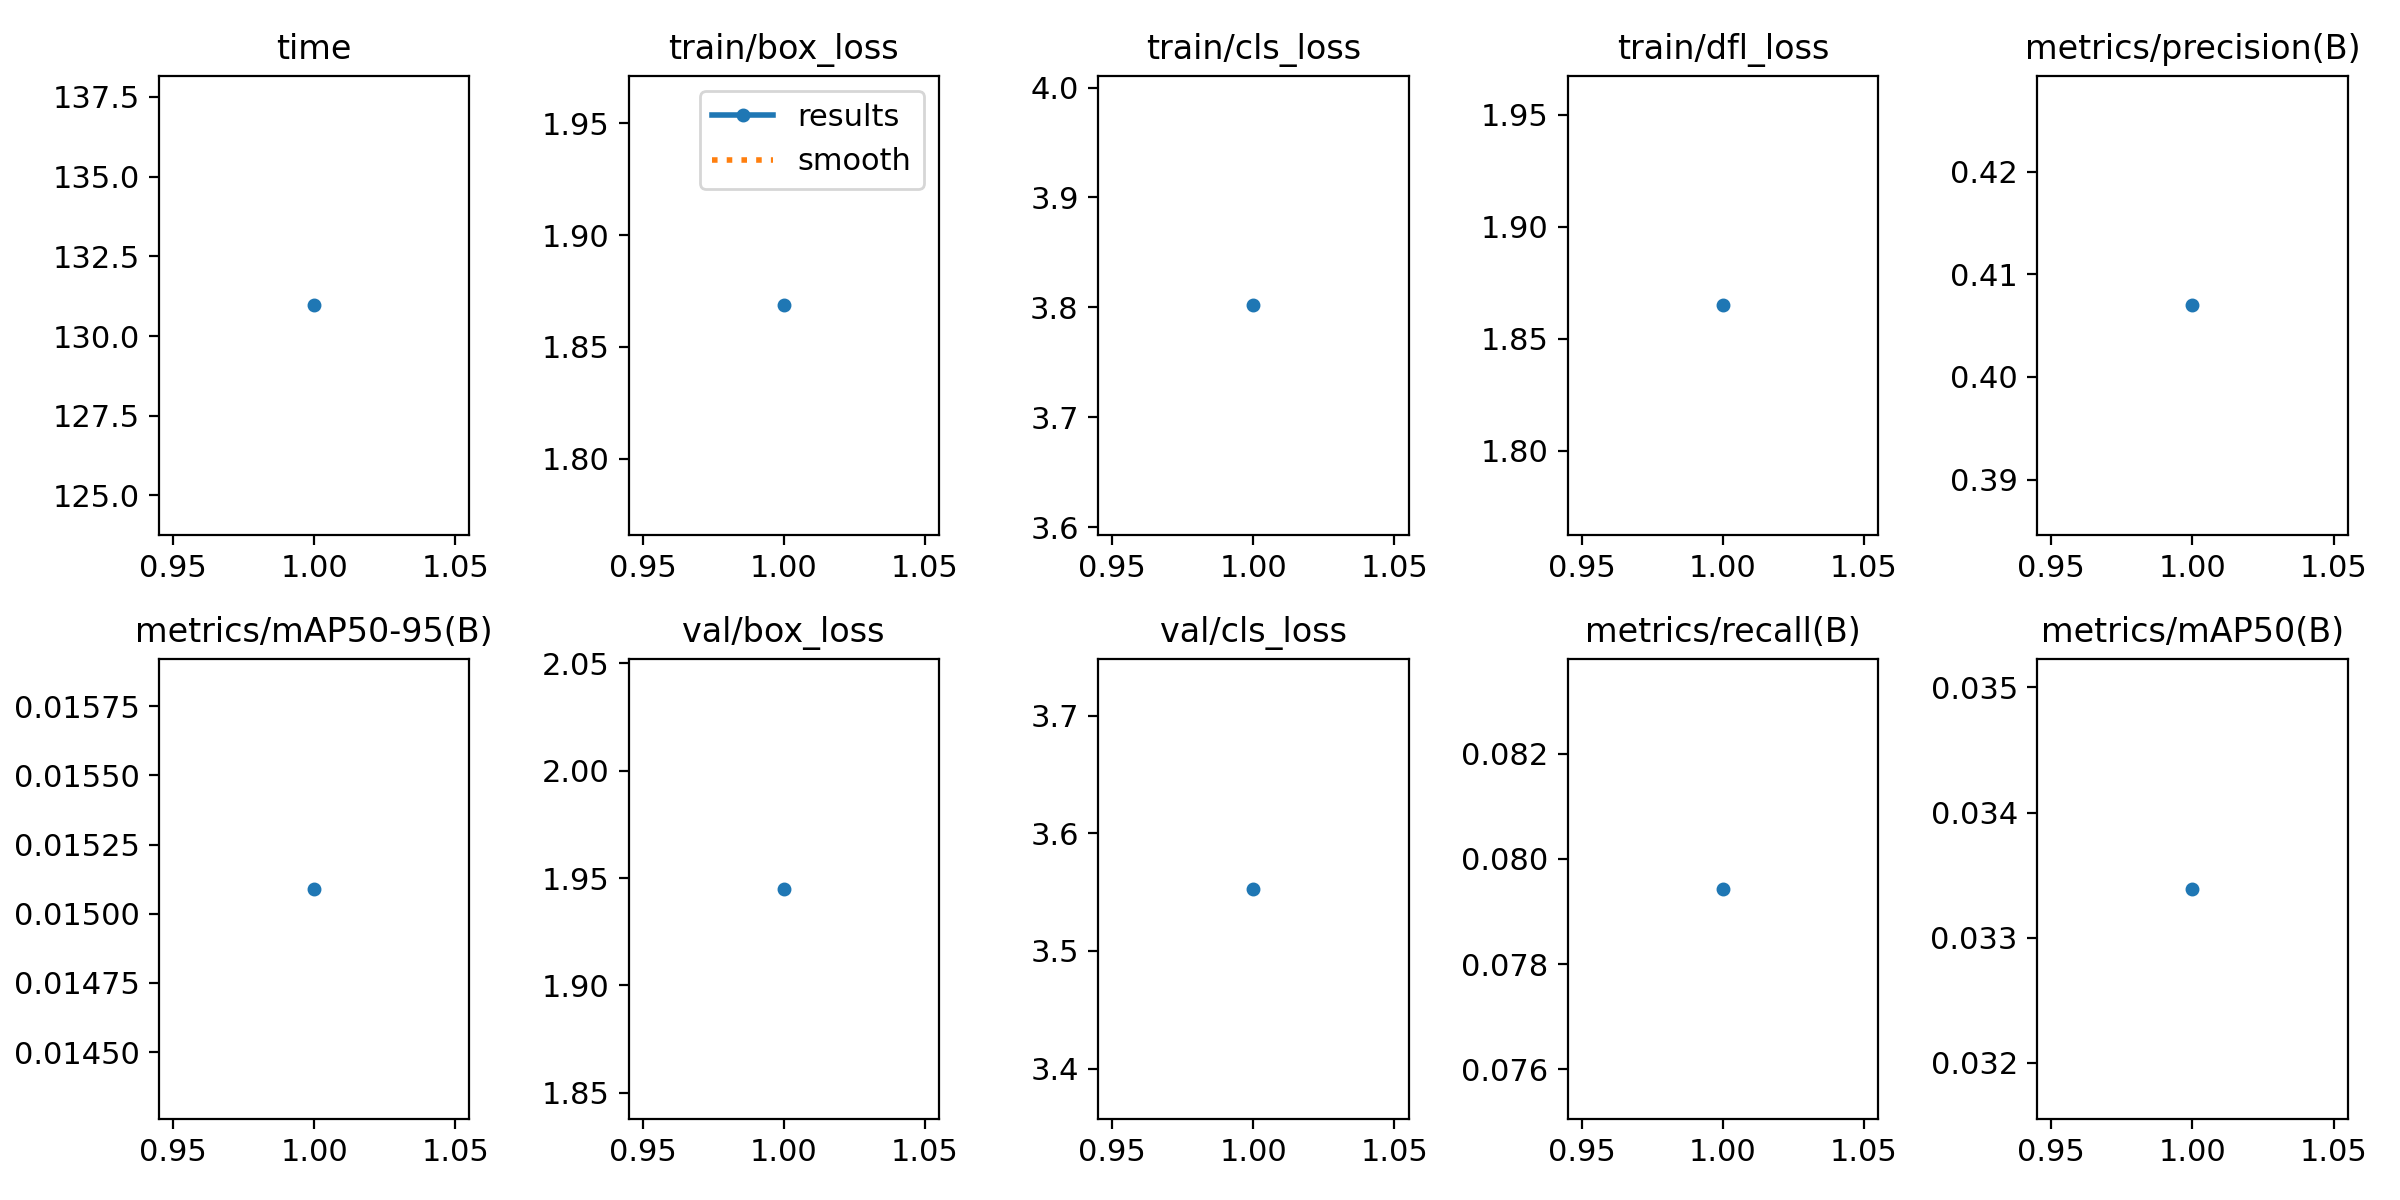 time
137.5
135.0
132.5
130.0
127.5
125.0
0.95 1.00 1.05
train/box_loss
results
smooth
1.95
1.90
1.85
1.80
0.95 1.00 1.05
train/cls_loss
4.0
3.9
3.8
3.7
3.6
0.95 1.00 1.05
train/dfl_loss
1.95
1.90
1.85
1.80
0.95 1.00 1.05
metrics/precision(B)
0.42
0.41
0.40
0.39
0.95 1.00 1.05
metrics/mAP50-95(B)
0.01575
0.01550
0.01525
0.01500
0.01475
0.01450
0.95 1.00 1.05
val/box_loss
2.05
2.00
1.95
1.90
1.85
0.95 1.00 1.05
val/cls_loss
3.7
3.6
3.5
3.4
0.95 1.00 1.05
metrics/recall(B)
0.082
0.080
0.078
0.076
0.95 1.00 1.05
metrics/mAP50(B)
0.035
0.034
0.033
0.032
0.95 1.00 1.05